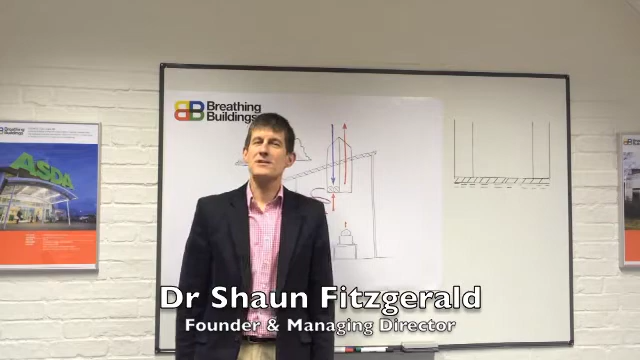 Breathing
Buildings
ASDA
Dr Shaun Fitzgerald
Founder & Managing Director